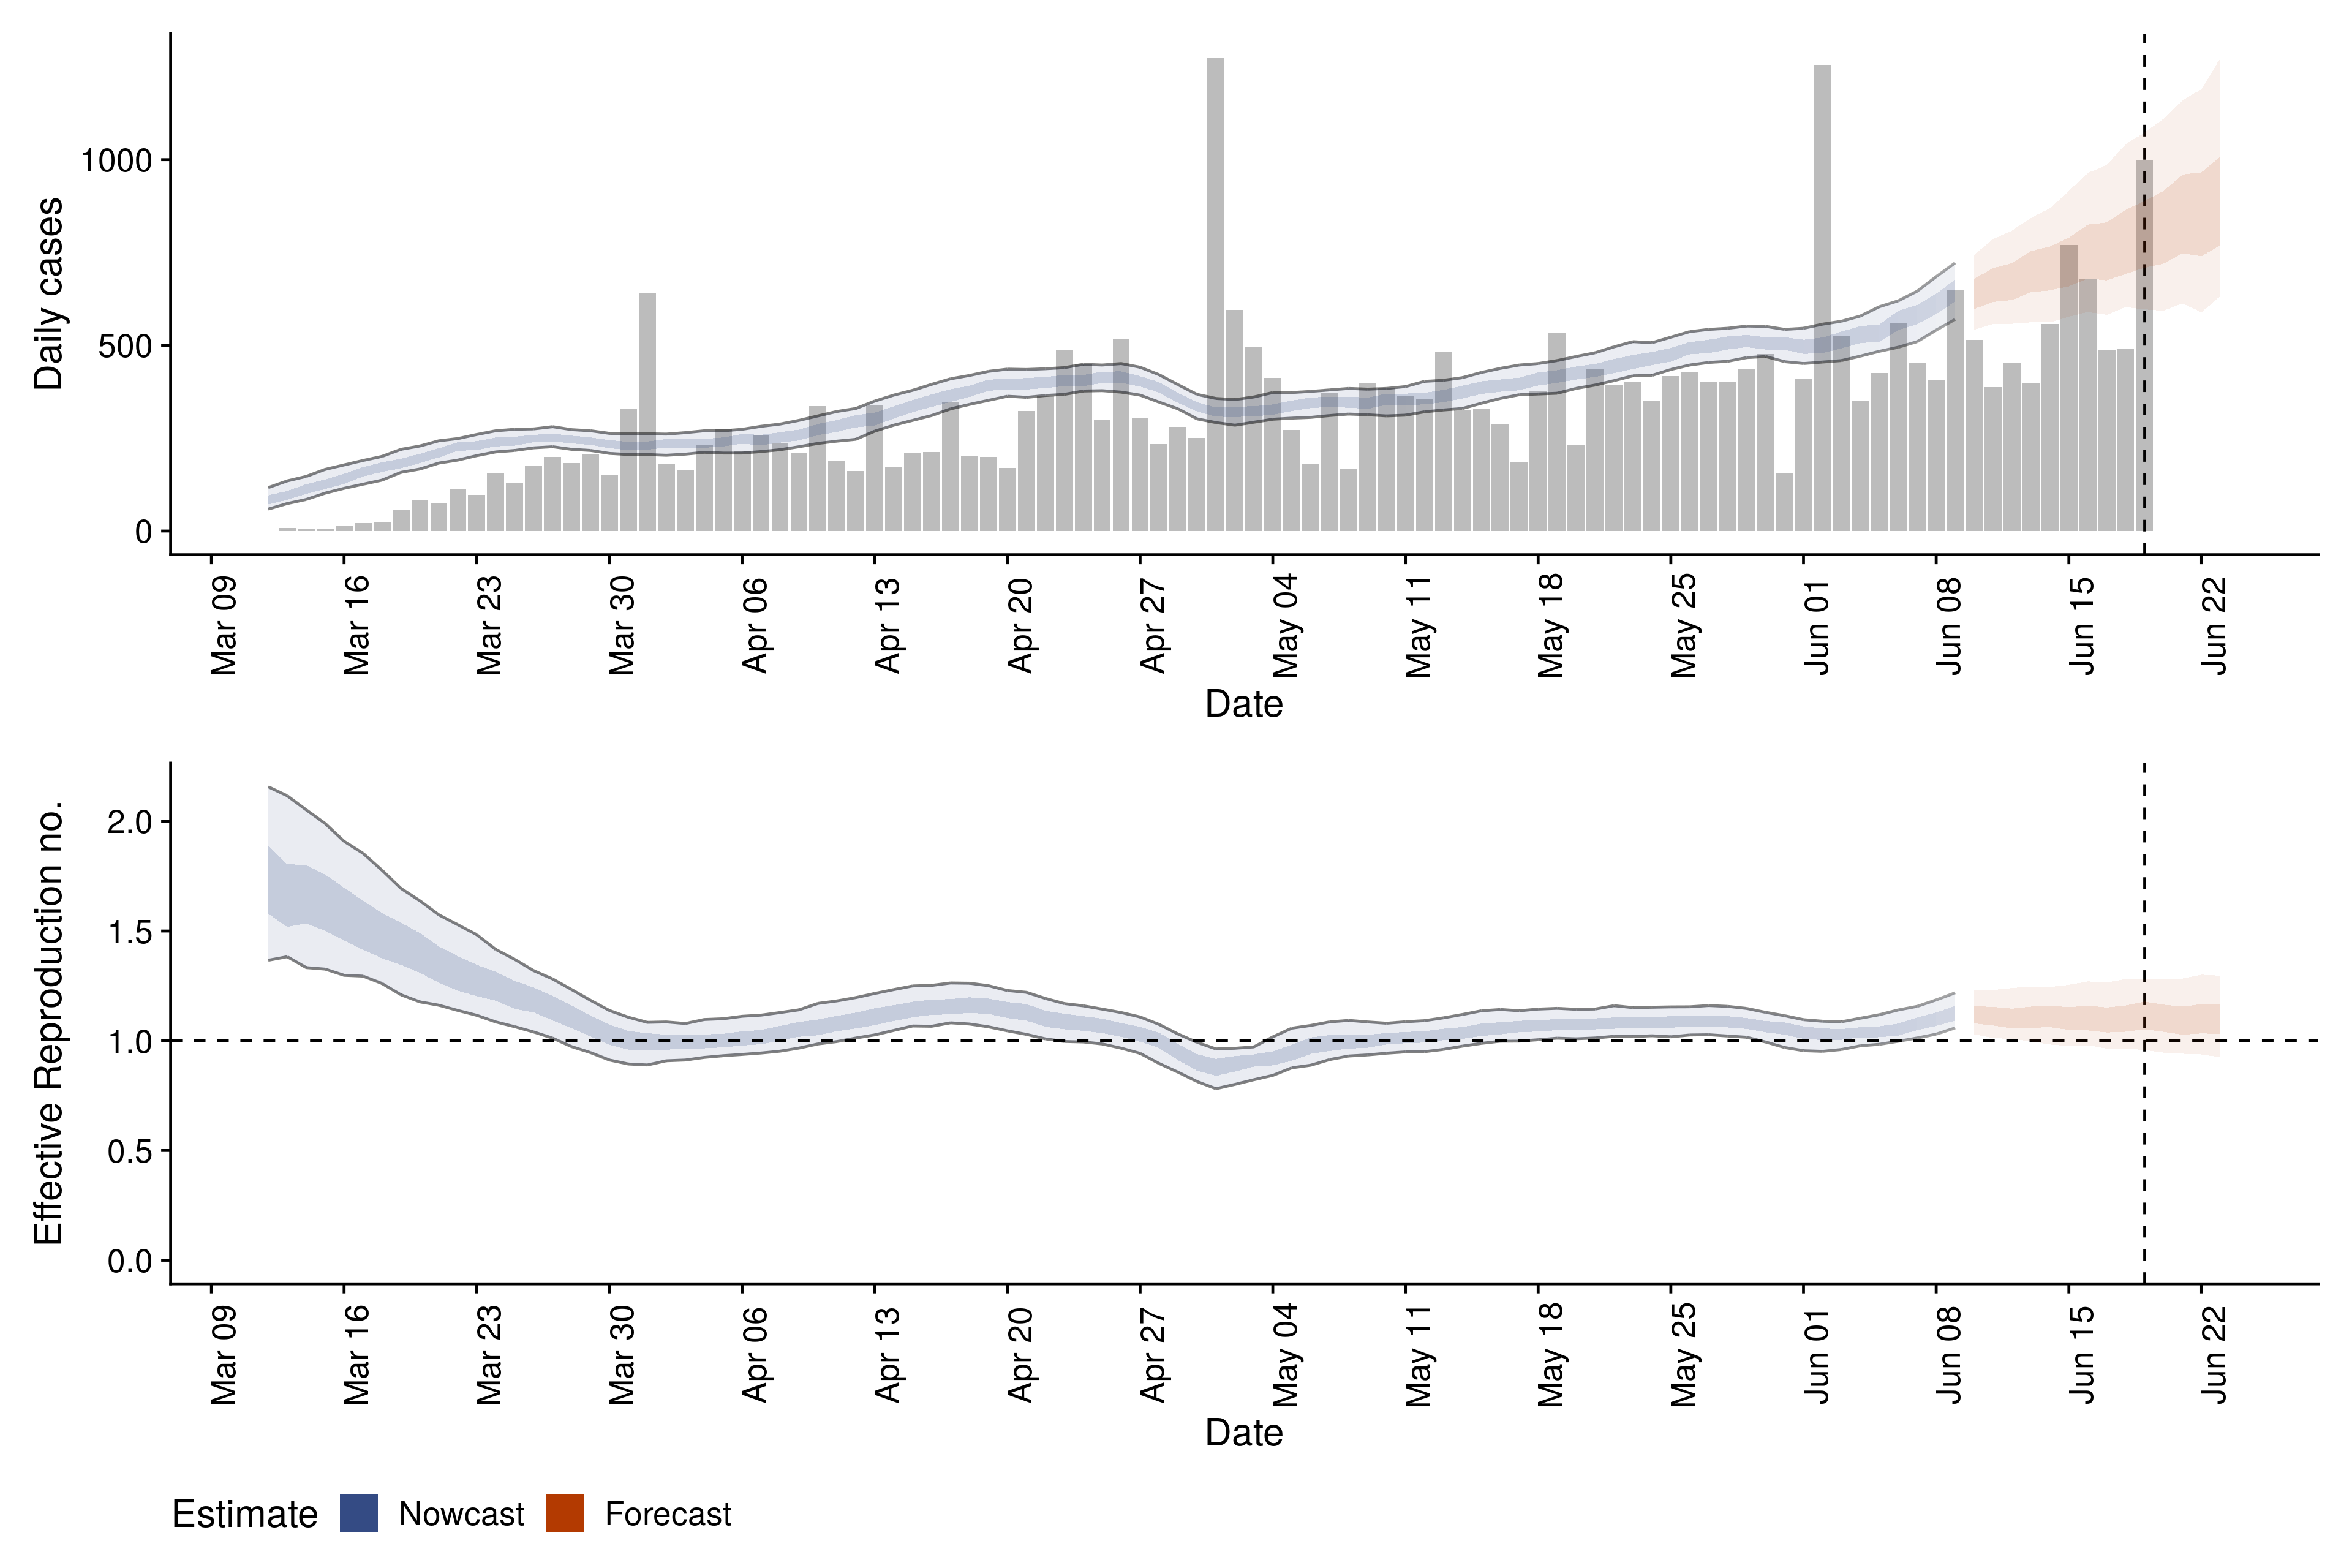 Daily cases
1000
500
0
Mar 09 Mar 16 Mar 23 Mar 30 Apr 06 Apr 13 Apr 20 Apr 27 May 04 May 11 May 18 May 25 Jun 01 Jun 08 Jun 15 Jun 22
Date
Effective Reproduction no.
2.0
1.5
1.0
0.5
0.0
Mar 09 Mar 16 Mar 23 Mar 30 Apr 06 Apr 13 Apr 20 Apr 27 May 04 May 11 May 18 May 25 Jun 01 Jun 08 Jun 15 Jun 22
Date
Estimate Nowcast Forecast